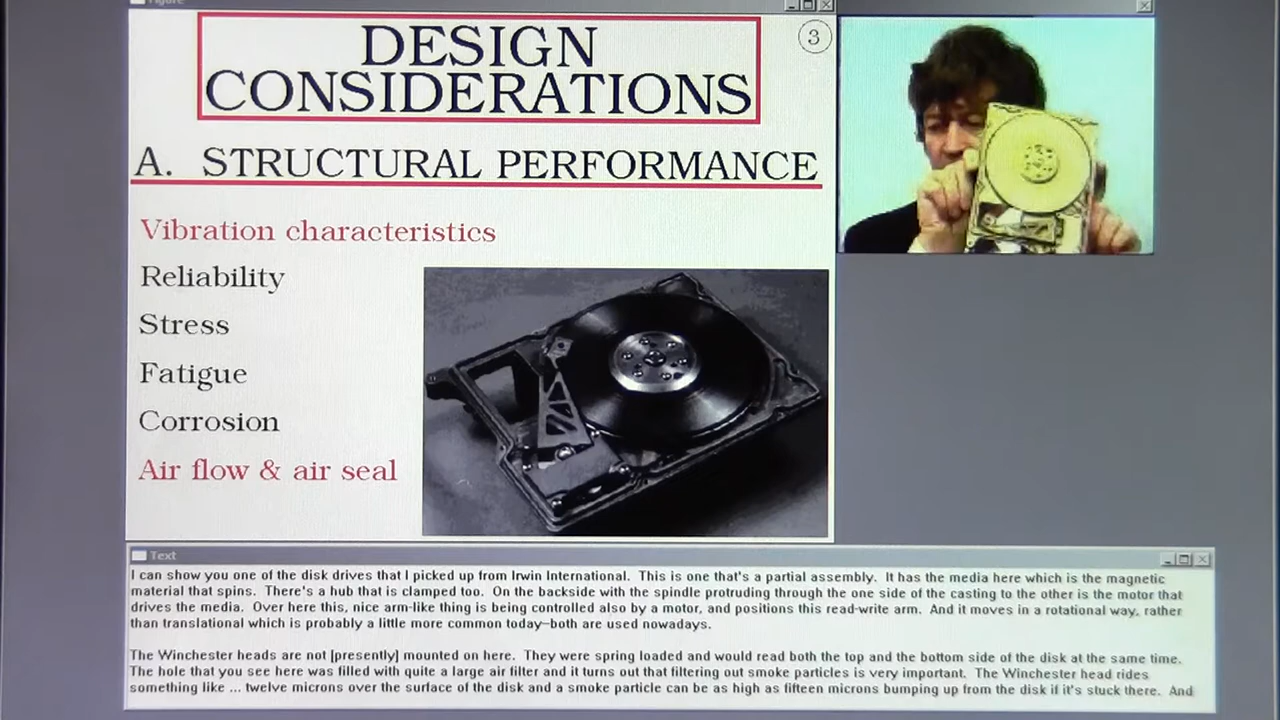 Figure
3
DESIGN
CONSIDERATIONS
A. STRUCTURAL PERFORMANCE
Vibration characteristics
Reliability
Stress
Fatigue
Corrosion
Air flow & air seal
Text
I can show you one of the disk drives that I picked up from Irwin International. This is one that's a partial assembly. It has the media here which is the magnetic
material that spins. There's a hub that is clamped too. On the backside with the spindle protruding through the one side of the casting to the other is the motor that
drives the media. Over here this, nice arm-like thing is being controlled also by a motor, and positions this read-write arm. And it moves in a rotational way, rather
than translational which is probably a little more common today--both are used nowadays.
The Winchester heads are not [presently] mounted on here. They were spring loaded and would read both the top and the bottom side of the disk at the same time.
The hole that you see here was filled with quite a large air filter and it turns out that filtering out smoke particles is very important. The Winchester head rides
something like ... twelve microns over the surface of the disk and a smoke particle can be as high as fifteen microns bumping up from the disk if it's stuck there. And